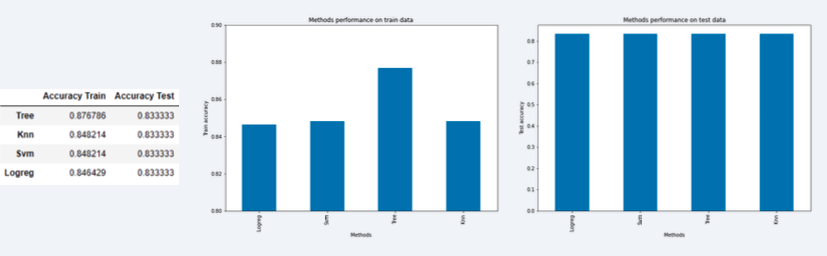 Accuracy Train Accuracy Test
Tree 0.876786 0.833333
Knn 0.848214 0.833333
Svm 0.848214 0.833333
Logreg 0.846429 0.833333
Methods performance on train data
Train accuracy
0.90
0.88
0.86
0.84
0.82
0.80
Logreg Svm Tree Knn
Methods
Methods performance on test data
Test accuracy
0.8
0.7
0.6
0.5
0.4
0.3
0.2
0.1
0.0
Logreg Svm Tree Knn
Methods